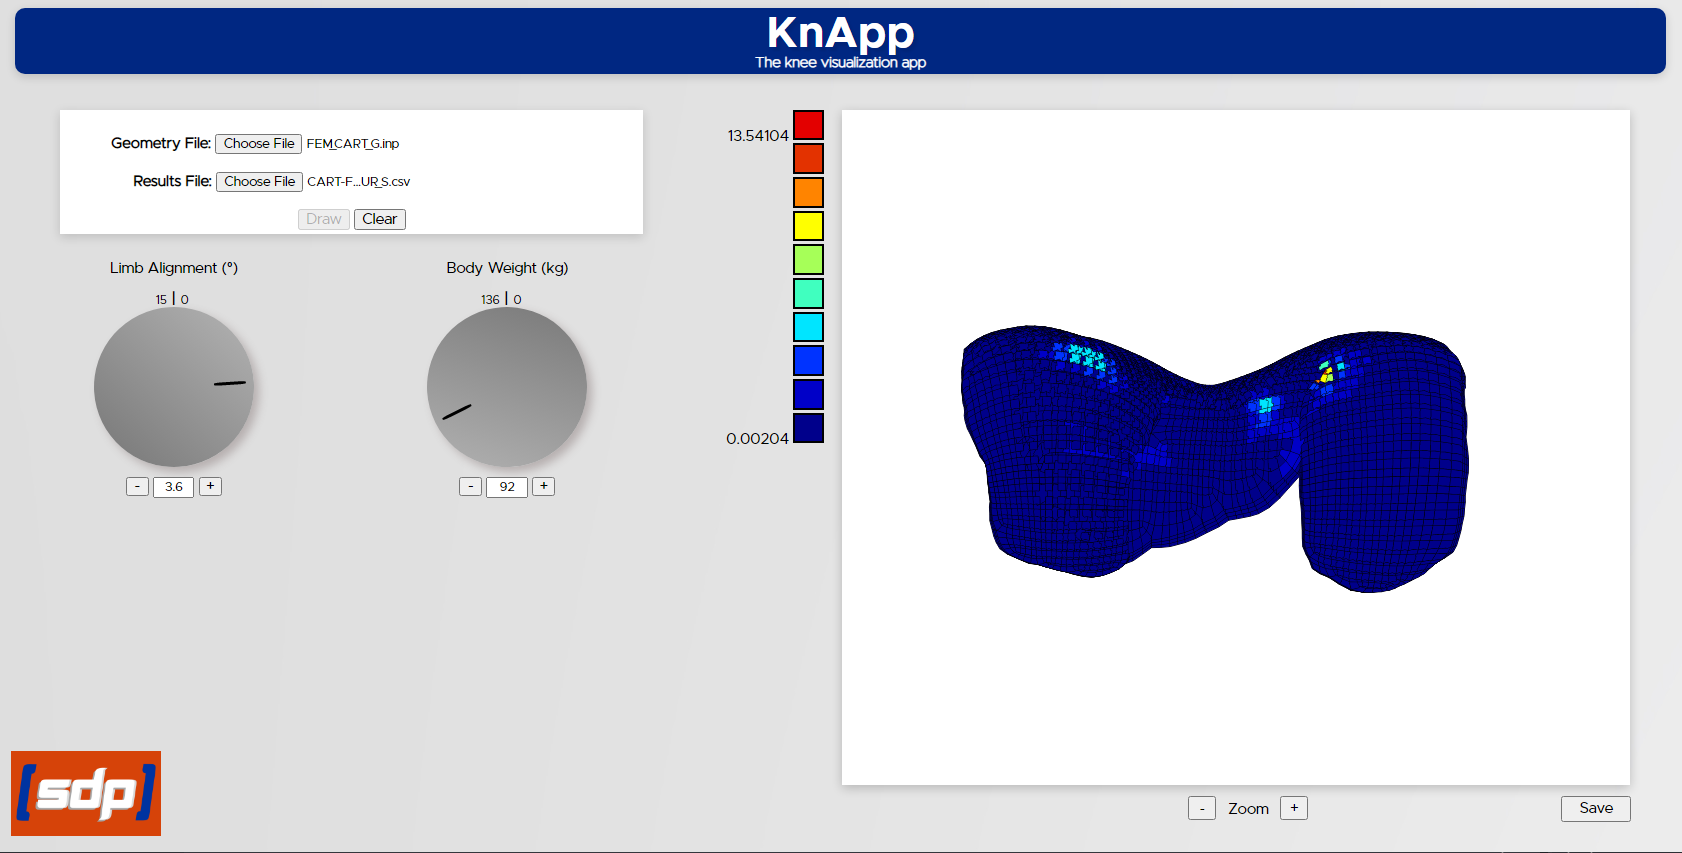 KnApp
The knee visualization app
Geometry File: Choose File FEM_CART_G.inp
Results File: Choose File CART-F...UR_S.csv
Draw Clear
Limb Alignment (°)
15 | 0
- 3.6 +
Body Weight (kg)
136 | 0
- 92 +
13.54104
0.00204
- Zoom +
Save
[sdp]